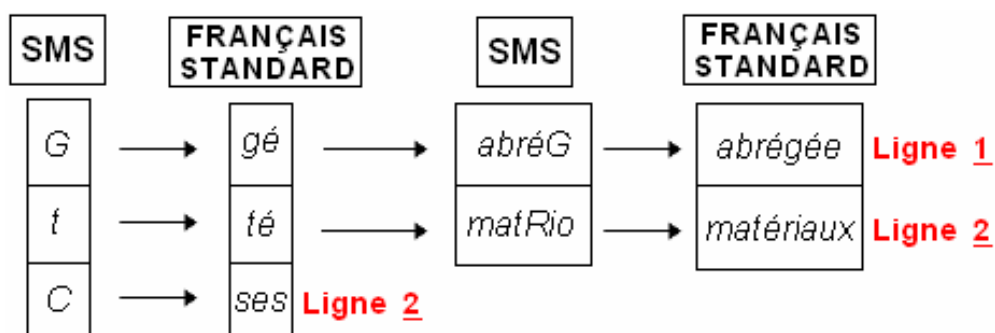 SMS FRANÇAIS STANDARD SMS FRANÇAIS STANDARD
G gé abréG abrégée Ligne 1
t té matRio matériaux Ligne 2
C ses Ligne 2